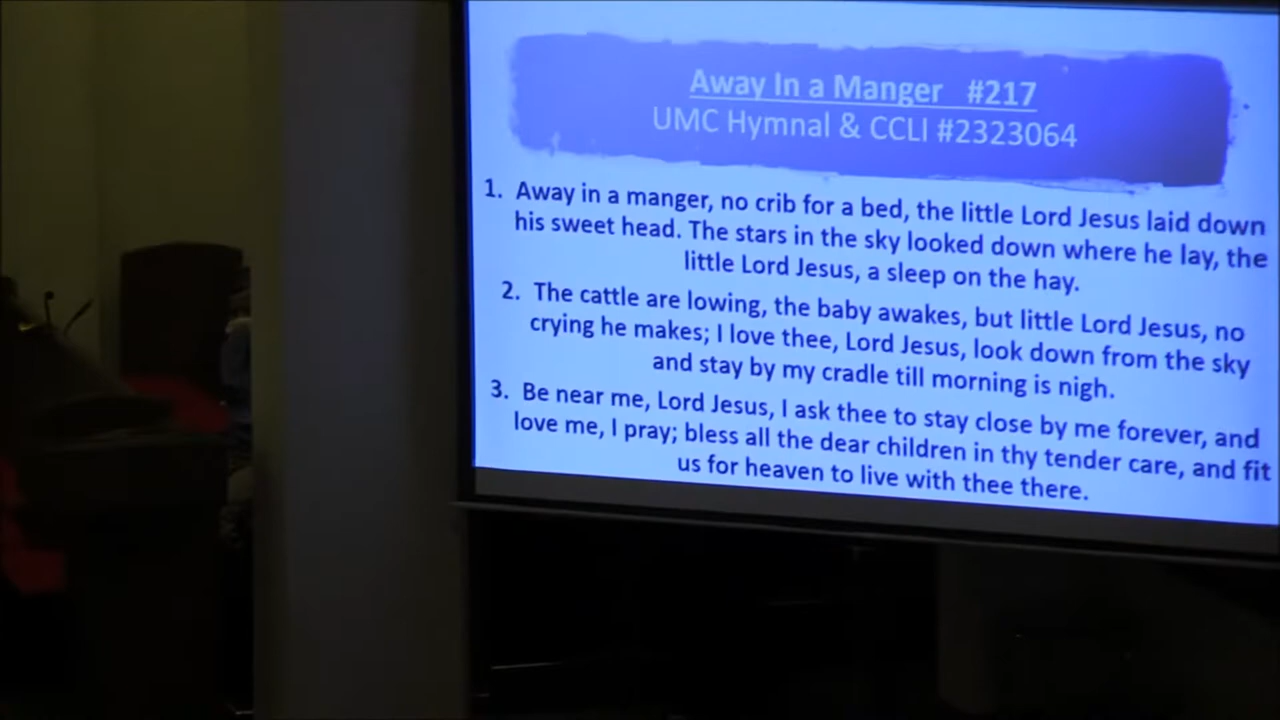 Away In a Manger #217
UMC Hymnal & CCLI #2323064
1. Away in a manger, no crib for a bed, the little Lord Jesus laid down
his sweet head. The stars in the sky looked down where he lay, the
little Lord Jesus, a sleep on the hay.
2. The cattle are lowing, the baby awakes, but little Lord Jesus, no
crying he makes; I love thee, Lord Jesus, look down from the sky
and stay by my cradle till morning is nigh.
3. Be near me, Lord Jesus, I ask thee to stay close by me forever, and
love me, I pray; bless all the dear children in thy tender care, and fit
us for heaven to live with thee there.